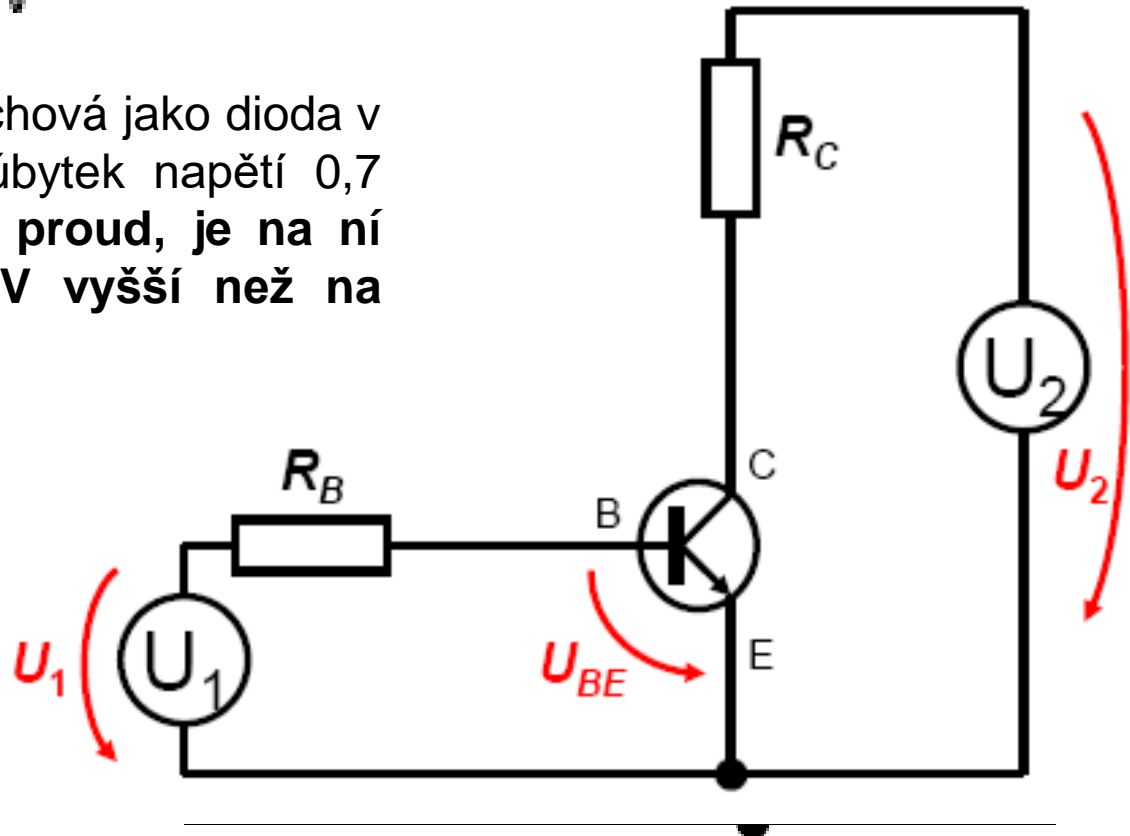 chová jako dioda v
úbytek napětí 0,7
proud, je na ní
V vyšší než na
R_C
U_2
U_2
C
R_B
B
U_1
U_1
U_BE
E